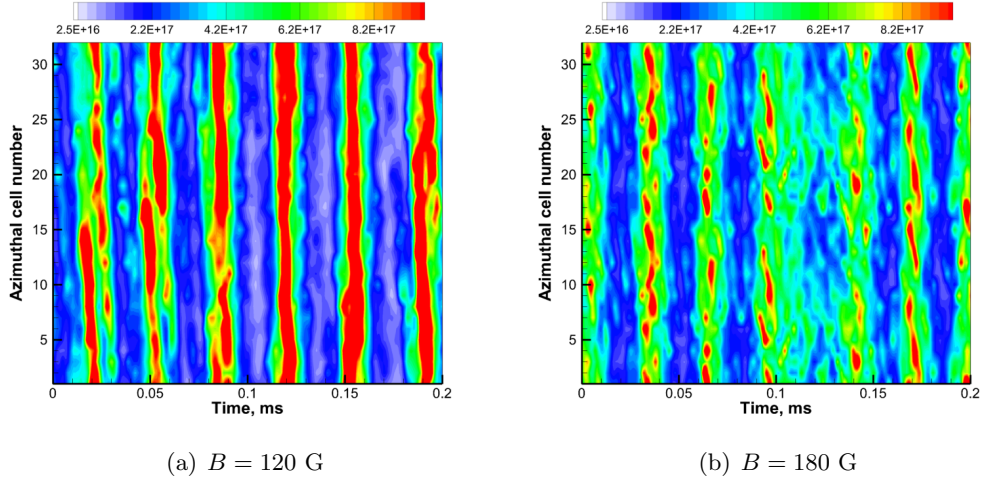 2.5E+16 2.2E+17 4.2E+17 6.2E+17 8.2E+17
2.5E+16 2.2E+17 4.2E+17 6.2E+17 8.2E+17
Azimuthal cell number
30
25
20
15
10
5
0 0.05 0.1 0.15 0.2
Time, ms
Azimuthal cell number
30
25
20
15
10
5
0 0.05 0.1 0.15 0.2
Time, ms
(a) B = 120 G
(b) B = 180 G